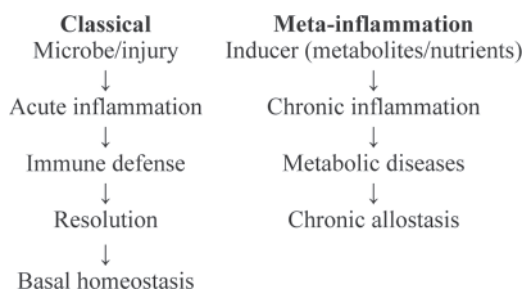 Classical
Microbe/injury
↓
Acute inflammation
↓
Immune defense
↓
Resolution
↓
Basal homeostasis
Meta-inflammation
Inducer (metabolites/nutrients)
↓
Chronic inflammation
↓
Metabolic diseases
↓
Chronic allostasis